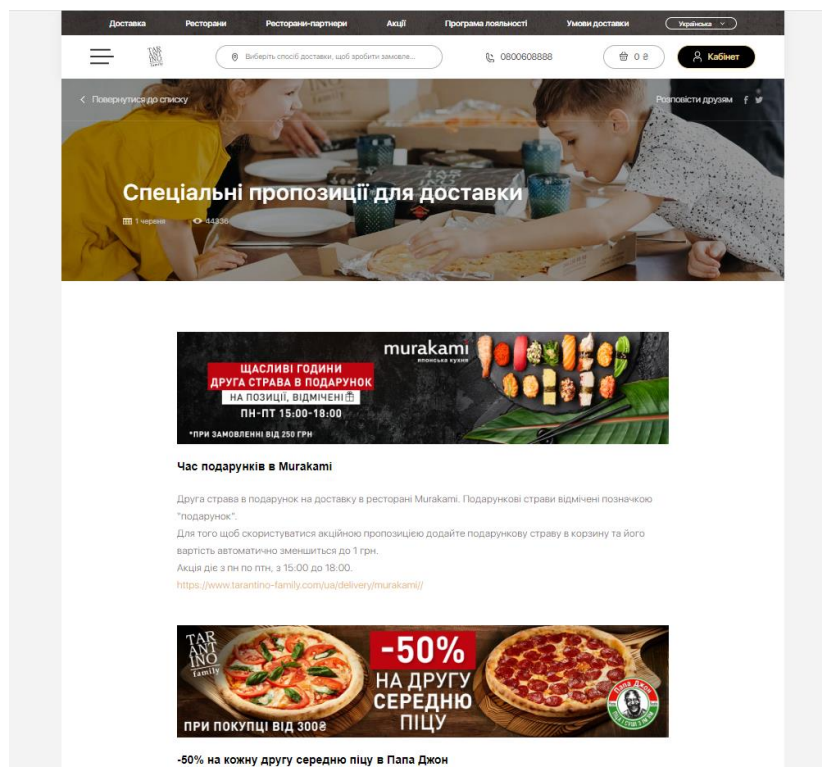 Доставка Ресторани Ресторани-партнери Акції Програма лояльності Умови доставки Українська
TAR
ANT
INO
family
Виберіть спосіб доставки, щоб зробити замовле... 0800608888 0 ₴ Кабінет
Повернутися до списку Розповісти друзям
Спеціальні пропозиції для доставки
1 червня 44336
murakami
японська кухня
ЩАСЛИВІ ГОДИНИ
ДРУГА СТРАВА В ПОДАРУНОК
НА ПОЗИЦІЇ, ВІДМІЧЕНІ
ПН-ПТ 15:00-18:00
*ПРИ ЗАМОВЛЕННІ ВІД 250 ГРН
Час подарунків в Murakami
Друга страва в подарунок на доставку в ресторані Murakami. Подарункові страви відмічені позначкою
"подарунок".
Для того щоб скористуватися акційною пропозицією додайте подарункову страву в корзину та його
вартість автоматично зменшиться до 1 грн.
Акція діє з пн по птн, з 15:00 до 18:00.
https://www.tarantino-family.com/ua/delivery/murakami//
TAR
ANT
INO
family
-50%
НА ДРУГУ
СЕРЕДНЮ
ПІЦУ
ПРИ ПОКУПЦІ ВІД 300₴
Папа Джон
-50% на кожну другу середню піцу в Папа Джон